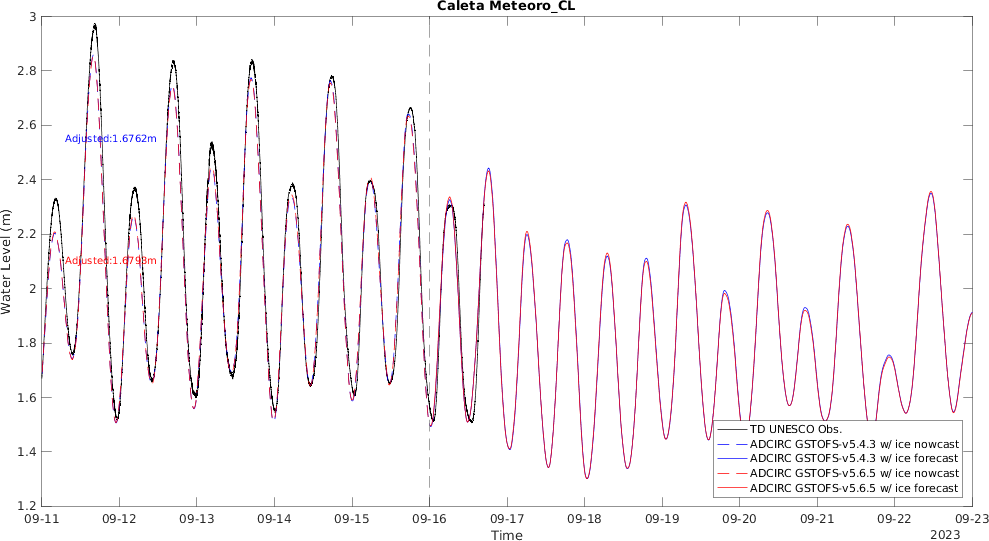 Caleta Meteoro_CL
3
2.8
2.6
2.4
2.2
2
1.8
1.6
1.4
1.2
Water Level (m)
Adjusted:1.6762m
Adjusted:1.6793m
TD UNESCO Obs.
ADCIRC GSTOFS-v5.4.3 w/ ice nowcast
ADCIRC GSTOFS-v5.4.3 w/ ice forecast
ADCIRC GSTOFS-v5.6.5 w/ ice nowcast
ADCIRC GSTOFS-v5.6.5 w/ ice forecast
09-11 09-12 09-13 09-14 09-15 09-16 09-17 09-18 09-19 09-20 09-21 09-22 09-23
Time
2023